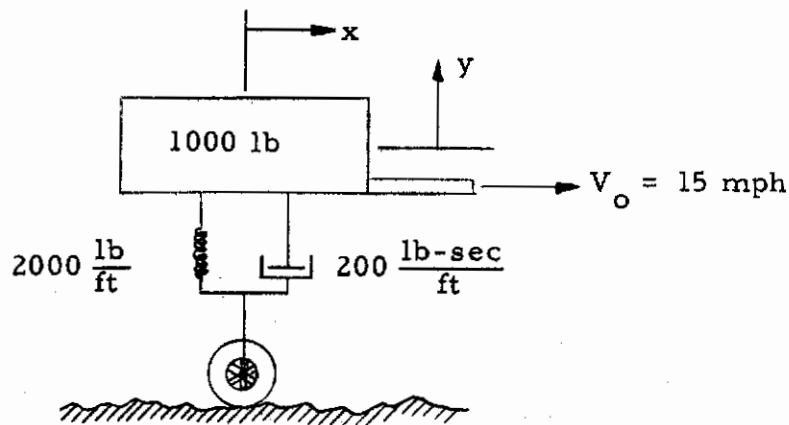 x
y
1000 lb
V_o = 15 mph
2000 lb/ft
200 lb-sec/ft